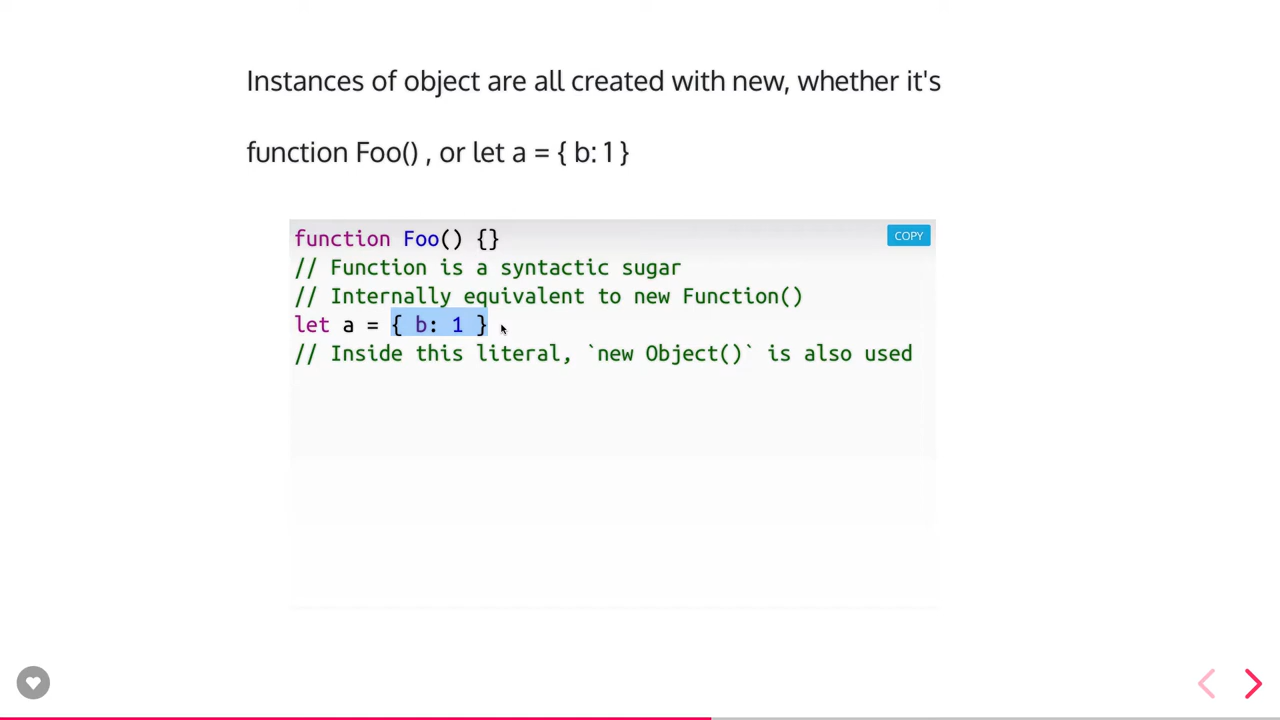 Instances of object are all created with new, whether it's
function Foo() , or let a = { b: 1 }
COPY
function Foo() {}
// Function is a syntactic sugar
// Internally equivalent to new Function()
let a = { b: 1 }
// Inside this literal, `new Object()` is also used